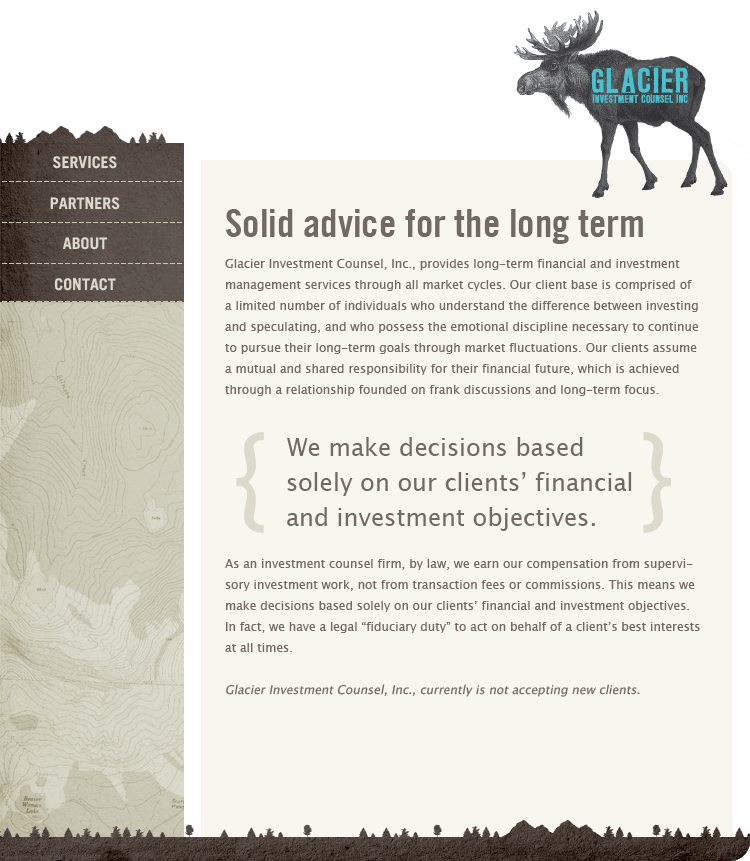 GLACIER
INVESTMENT COUNSEL INC
SERVICES
PARTNERS
ABOUT
CONTACT
Solid advice for the long term
Glacier Investment Counsel, Inc., provides long-term financial and investment
management services through all market cycles. Our client base is comprised of
a limited number of individuals who understand the difference between investing
and speculating, and who possess the emotional discipline necessary to continue
to pursue their long-term goals through market fluctuations. Our clients assume
a mutual and shared responsibility for their financial future, which is achieved
through a relationship founded on frank discussions and long-term focus.
{ We make decisions based
solely on our clients’ financial
and investment objectives. }
As an investment counsel firm, by law, we earn our compensation from supervi-
sory investment work, not from transaction fees or commissions. This means we
make decisions based solely on our clients’ financial and investment objectives.
In fact, we have a legal “fiduciary duty” to act on behalf of a client’s best interests
at all times.
Glacier Investment Counsel, Inc., currently is not accepting new clients.
Beaver
Woman
Lake